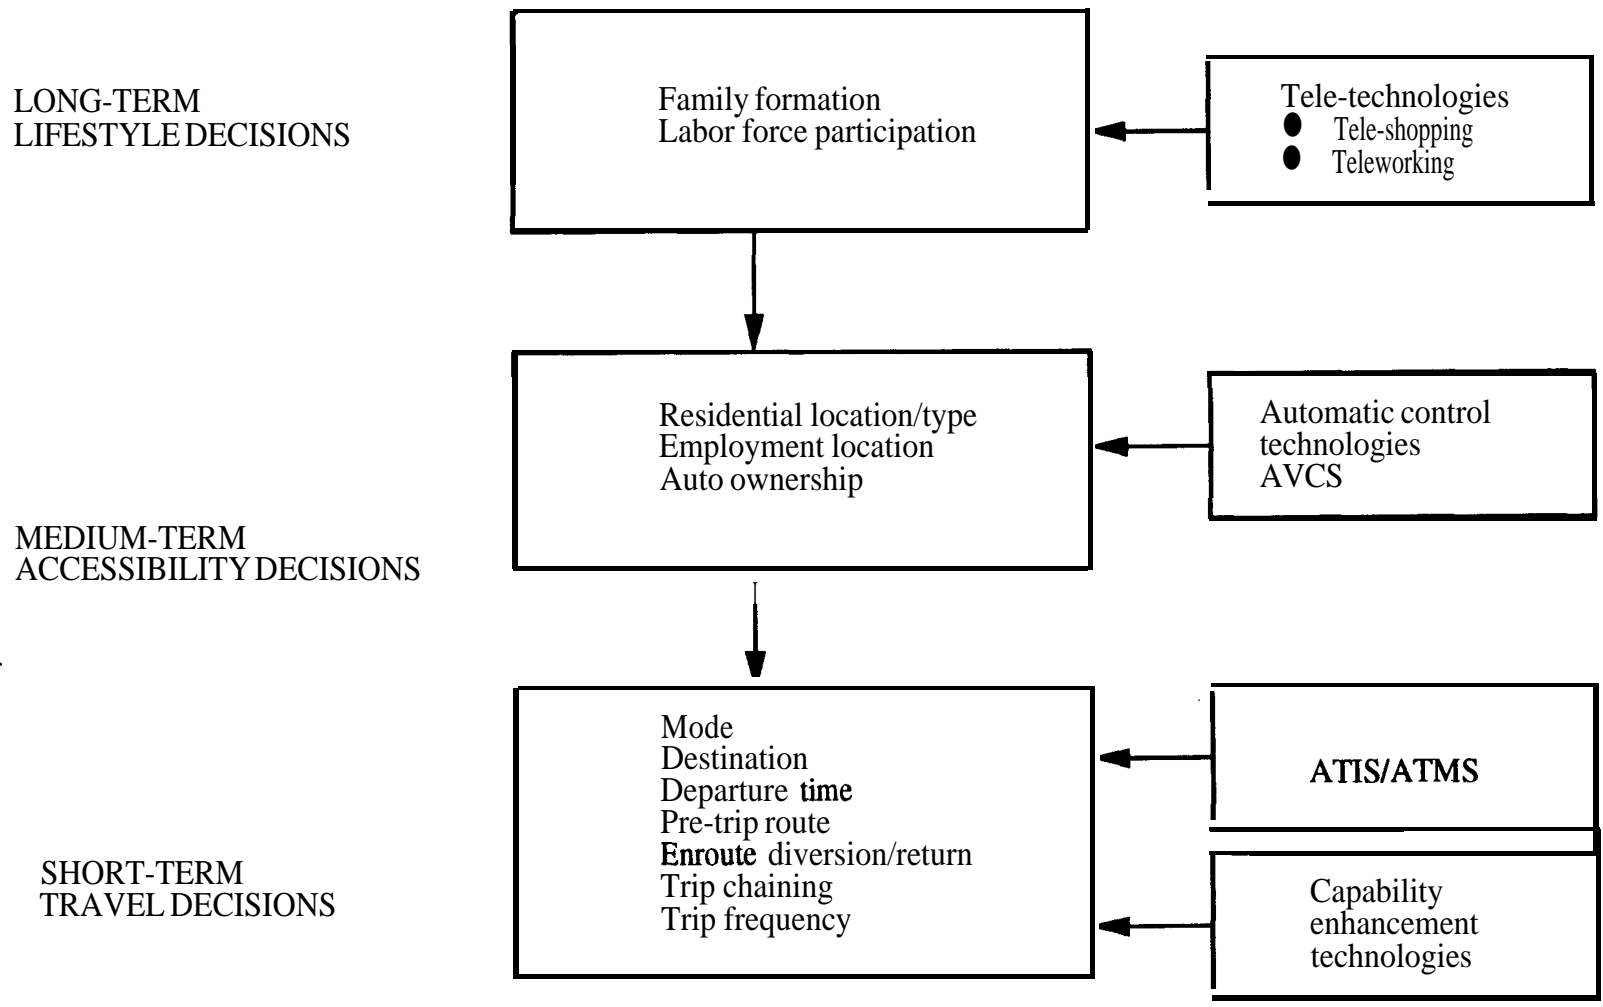 LONG-TERM
LIFESTYLE DECISIONS
Family formation
Labor force participation
Tele-technologies
● Tele-shopping
● Teleworking
MEDIUM-TERM
ACCESSIBILITY DECISIONS
Residential location/type
Employment location
Auto ownership
Automatic control
technologies
AVCS
SHORT-TERM
TRAVEL DECISIONS
Mode
Destination
Departure time
Pre-trip route
Enroute diversion/return
Trip chaining
Trip frequency
ATIS/ATMS
Capability
enhancement
technologies